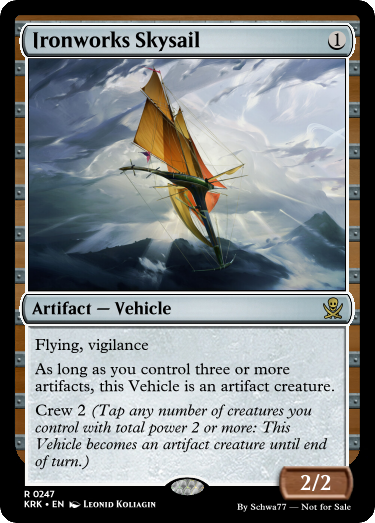 Ironworks Skysail
1
Artifact — Vehicle
Flying, vigilance
As long as you control three or more
artifacts, this Vehicle is an artifact creature.
Crew 2 (Tap any number of creatures you
control with total power 2 or more: This
Vehicle becomes an artifact creature until end
of turn.)
2/2
R 0247
KRK • EN Leonid Koliagin
By Schwa77 — Not for Sale